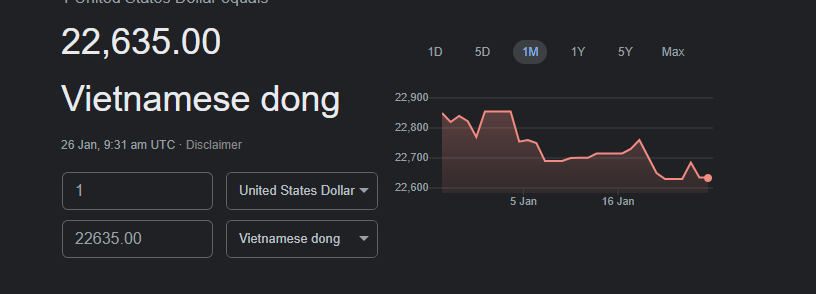 1 United States Dollar equals
22,635.00
Vietnamese dong
26 Jan, 9:31 am UTC · Disclaimer
1 United States Dollar
22635.00 Vietnamese dong
1D 5D 1M 1Y 5Y Max
22,900
22,800
22,700
22,600
5 Jan 16 Jan